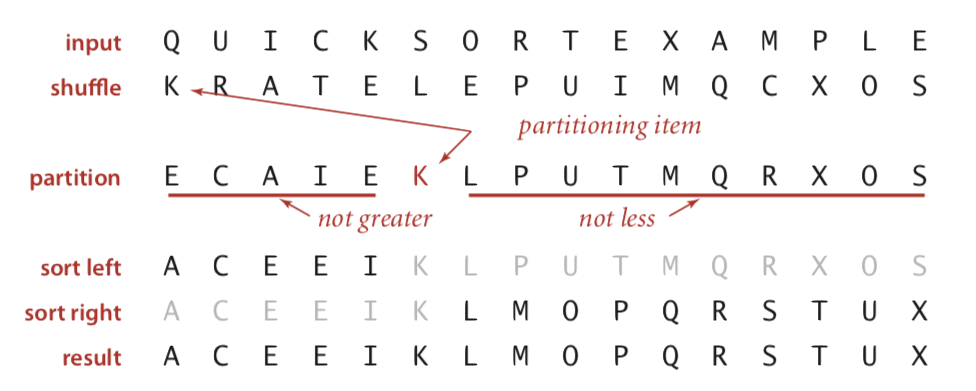 input Q U I C K S O R T E X A M P L E
shuffle K R A T E L E P U I M Q C X O S
partitioning item
partition E C A I E K L P U T M Q R X O S
not greater not less
sort left A C E E I K L P U T M Q R X O S
sort right A C E E I K L M O P Q R S T U X
result A C E E I K L M O P Q R S T U X